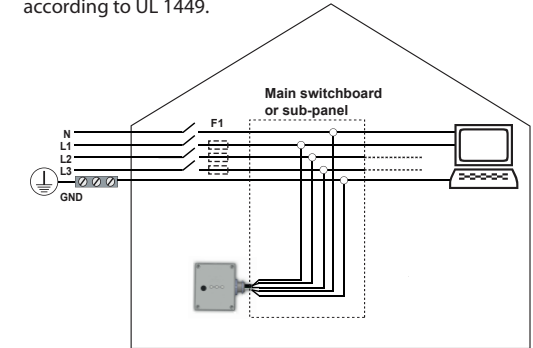 according to UL 1449.
Main switchboard
or sub-panel
F1
N
L1
L2
L3
GND